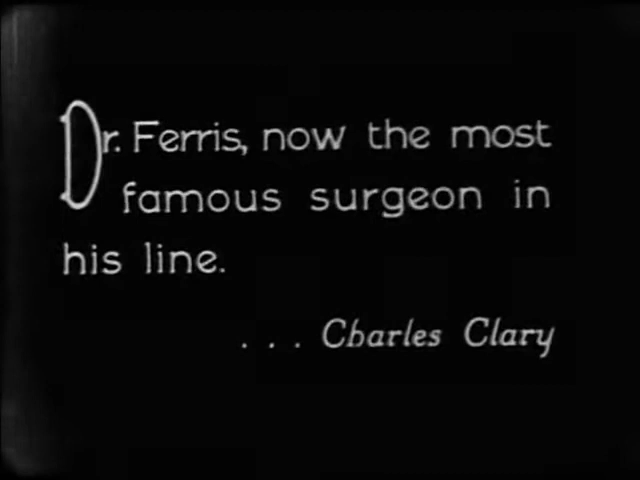 Dr. Ferris, now the most
famous surgeon in
his line.
. . . Charles Clary